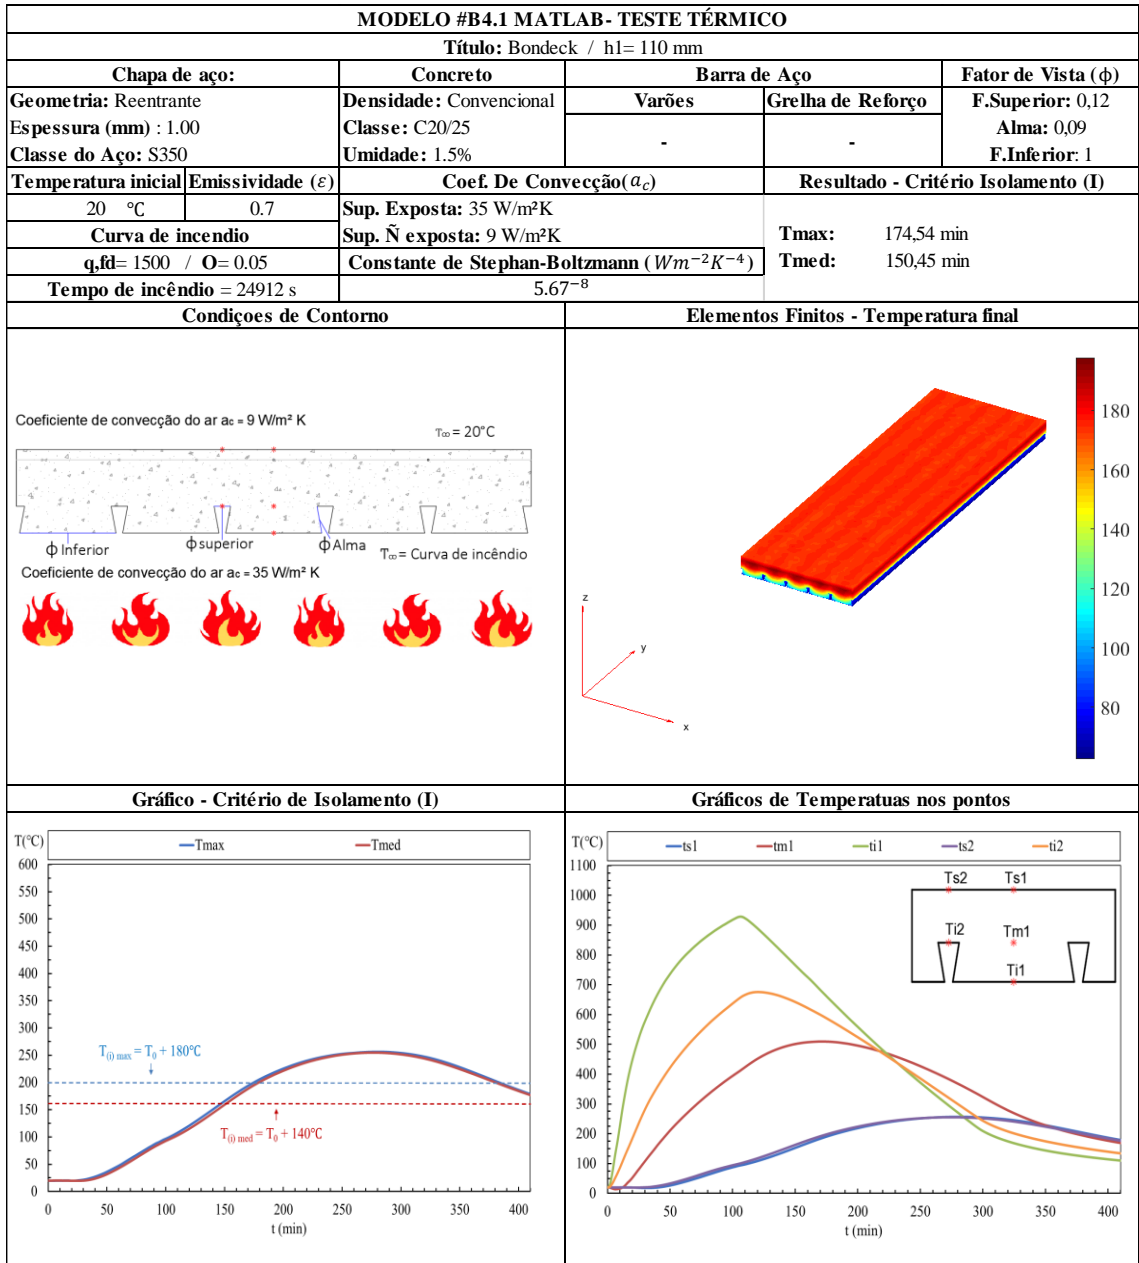 MODELO #B4.1 MATLAB- TESTE TÉRMICO
Título: Bondeck / h1= 110 mm
Chapa de aço:
Concreto
Barra de Aço
Fator de Vista (ϕ)
Geometria: Reentrante
Espessura (mm) : 1.00
Classe do Aço: S350
Densidade: Convencional
Classe: C20/25
Umidade: 1.5%
Varões
Grelha de Reforço
-
-
F.Superior: 0,12
Alma: 0,09
F.Inferior: 1
Temperatura inicial
Emissividade (ε)
Coef. De Convecção(a_c)
Resultado - Critério Isolamento (I)
20 °C
0.7
Sup. Exposta: 35 W/m²K
Sup. Ñ exposta: 9 W/m²K
Tmax: 174,54 min
Tmed: 150,45 min
Curva de incendio
q,fd= 1500 / O= 0.05
Constante de Stephan-Boltzmann (Wm⁻²K⁻⁴)
Tempo de incêndio = 24912 s
5.67⁻⁸
Condiçoes de Contorno
Elementos Finitos - Temperatura final
Coeficiente de convecção do ar ac = 9 W/m² K
T∞ = 20°C
ϕ Inferior
ϕ superior
ϕ Alma
T∞ = Curva de incêndio
Coeficiente de convecção do ar ac = 35 W/m² K
180
160
140
120
100
80
z
y
x
Gráfico - Critério de Isolamento (I)
Gráficos de Temperatuas nos pontos
T(°C)
Tmax
Tmed
600
550
500
450
400
350
300
250
200
150
100
50
0
T(i) max = T0 + 180°C
T(i) med = T0 + 140°C
0 50 100 150 200 250 300 350 400
t (min)
T(°C)
ts1
tm1
ti1
ts2
ti2
1100
1000
900
800
700
600
500
400
300
200
100
0
Ts2
Ts1
Ti2
Tm1
Ti1
0 50 100 150 200 250 300 350 400
t (min)